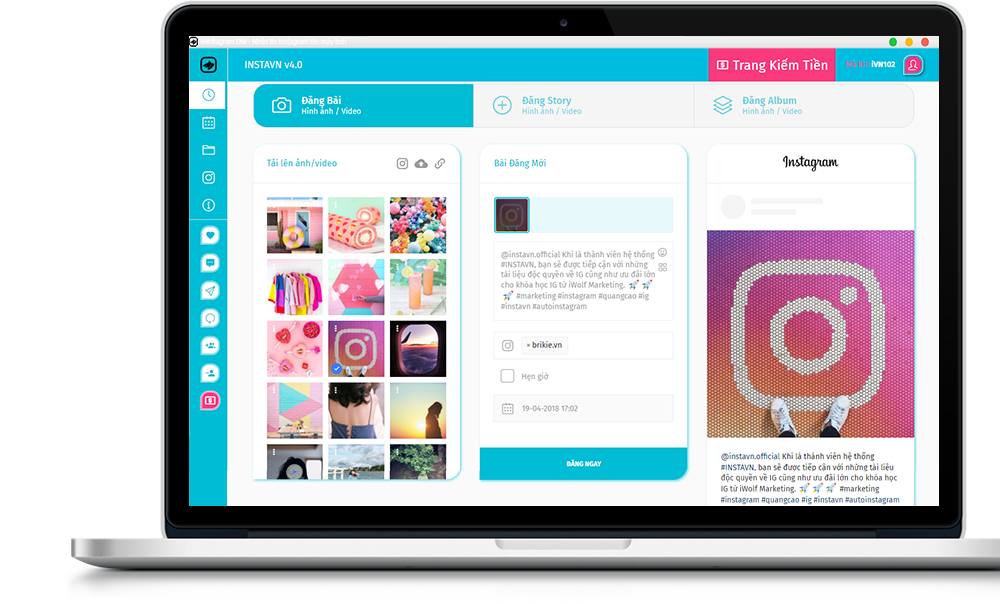 INSTAVN v4.0
Trang Kiếm Tiền
iVN102
Đăng Bài
Hình ảnh / Video
Đăng Story
Hình ảnh / Video
Đăng Album
Hình ảnh / Video
Tải lên ảnh/video
Bài Đăng Mới
@instavn.official Khi là thành viên hệ thống
#INSTAVN, bạn sẽ được tiếp cận với những
tài liệu độc quyền về IG cũng như ưu đãi lớn
cho khóa học IG từ iWolf Marketing. 🚀 🚀
🚀 #marketing #instagram #quangcao #ig
#instavn #autoinstagram
× brikie.vn
Hẹn giờ
19-04-2018 17:02
ĐĂNG NGAY
Instagram
@instavn.official Khi là thành viên hệ thống
#INSTAVN, bạn sẽ được tiếp cận với những tài liệu
độc quyền về IG cũng như ưu đãi lớn cho khóa học
IG từ iWolf Marketing. 🚀 🚀 🚀 #marketing
#instagram #quangcao #ig #instavn #autoinstagram